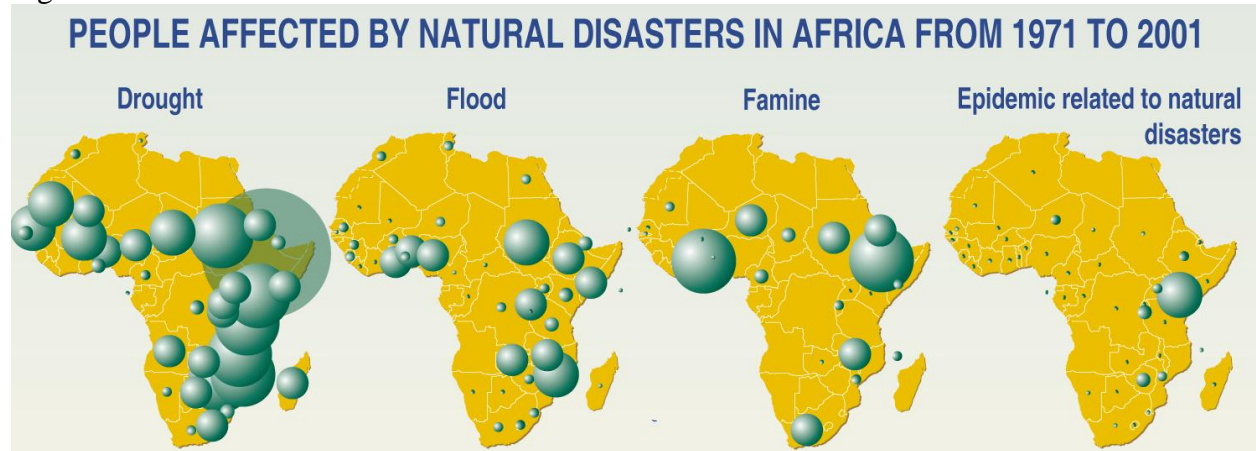 PEOPLE AFFECTED BY NATURAL DISASTERS IN AFRICA FROM 1971 TO 2001
Drought
Flood
Famine
Epidemic related to natural
disasters